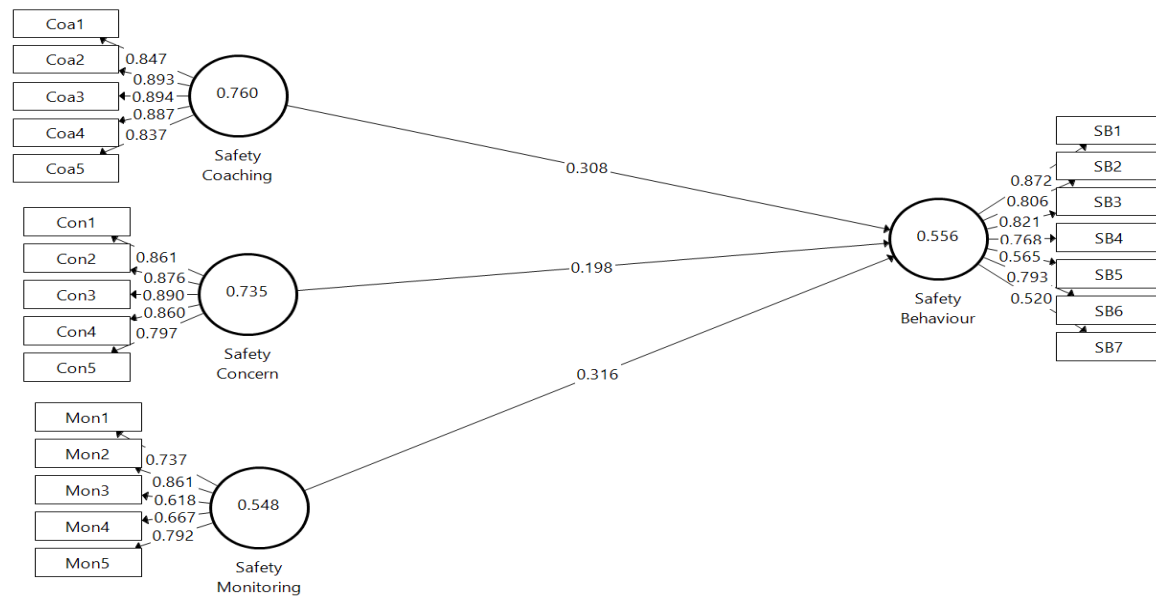 Coa1
Coa2
Coa3
Coa4
Coa5
0.847
0.893
0.894
0.887
0.837
0.760
Safety
Coaching
Con1
Con2
Con3
Con4
Con5
0.861
0.876
0.890
0.860
0.797
0.735
Safety
Concern
Mon1
Mon2
Mon3
Mon4
Mon5
0.737
0.861
0.618
0.667
0.792
0.548
Safety
Monitoring
0.308
0.198
0.316
0.556
Safety
Behaviour
0.872
0.806
0.821
0.768
0.565
0.793
0.520
SB1
SB2
SB3
SB4
SB5
SB6
SB7